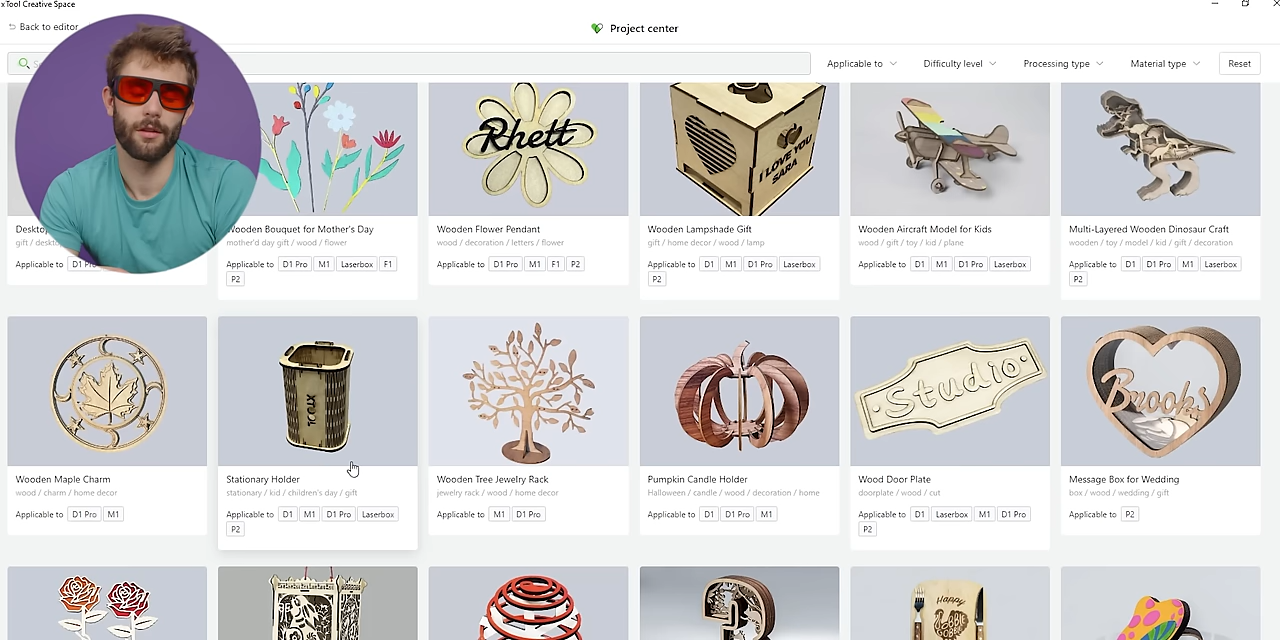 xTool Creative Space
Back to editor
Project center
Applicable to
Difficulty level
Processing type
Material type
Reset
Rhett
I LOVE YOU
SARA
Wooden Bouquet for Mother's Day
mother'd day gift / wood / flower
Applicable to D1 Pro M1 Laserbox F1
P2
Wooden Flower Pendant
wood / decoration / letters / flower
Applicable to D1 Pro M1 F1 P2
Wooden Lampshade Gift
gift / home decor / wood / lamp
Applicable to D1 M1 D1 Pro Laserbox
P2
Wooden Aircraft Model for Kids
wood / gift / toy / kid / plane
Applicable to D1 M1 D1 Pro Laserbox
Multi-Layered Wooden Dinosaur Craft
wooden / toy / model / kid / gift / decoration
Applicable to D1 D1 Pro M1 Laserbox
P2
XTOOL
Studio
Brooks
Wooden Maple Charm
wood / charm / home decor
Applicable to D1 Pro M1
Stationary Holder
stationary / kid / children's day / gift
Applicable to D1 M1 D1 Pro Laserbox
P2
Wooden Tree Jewelry Rack
jewelry rack / wood / home decor
Applicable to M1 D1 Pro
Pumpkin Candle Holder
Halloween / candle / wood / decoration / home
Applicable to D1 D1 Pro M1
Wood Door Plate
doorplate / wood / cut
Applicable to D1 Laserbox M1 D1 Pro
P2
Message Box for Wedding
box / wood / wedding / gift
Applicable to P2
Happy